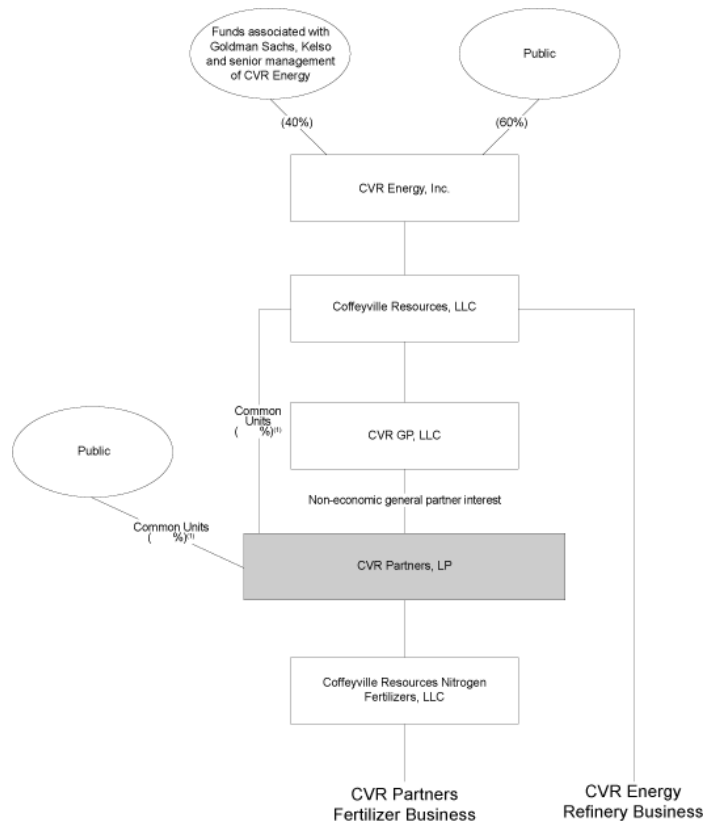 Funds associated with
Goldman Sachs, Kelso
and senior management
of CVR Energy
Public
(40%)
(60%)
CVR Energy, Inc.
Coffeyville Resources, LLC
Common
Units
(    %)⁽¹⁾
CVR GP, LLC
Public
Non-economic general partner interest
Common Units
(    %)⁽¹⁾
CVR Partners, LP
Coffeyville Resources Nitrogen
Fertilizers, LLC
CVR Partners
Fertilizer Business
CVR Energy
Refinery Business